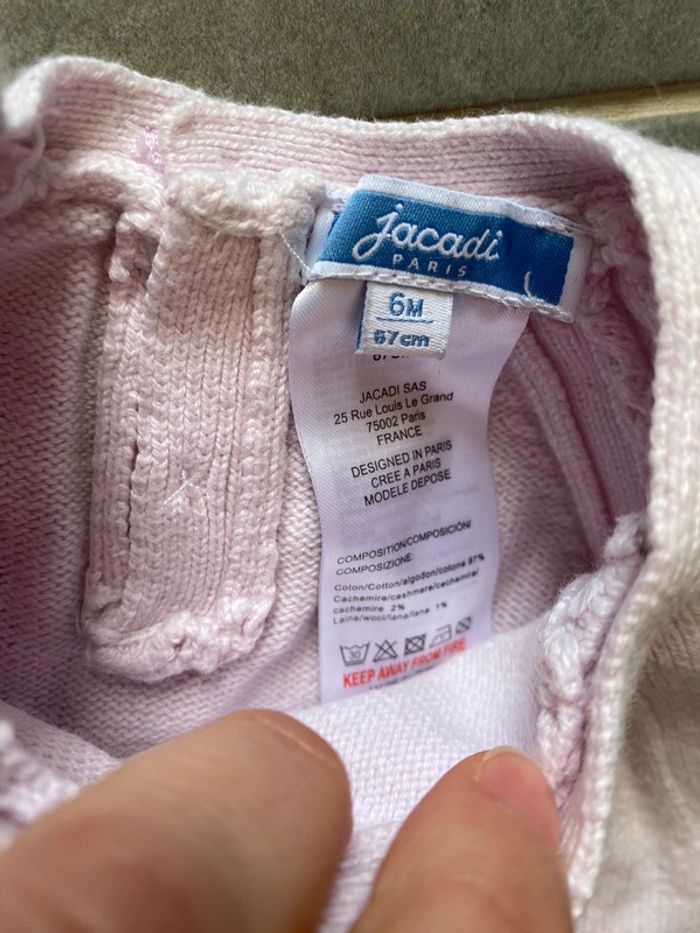 jacadi
PARIS
6M
67cm
JACADI SAS
25 Rue Louis Le Grand
75002 Paris
FRANCE
DESIGNED IN PARIS
CREE A PARIS
MODELE DEPOSE
COMPOSITION/COMPOSICIÓN/
COMPOSIZIONE:
Coton/Cotton/algodon/cotone 97%
Cachemire/cashmere/cachemire/
cachemire 2%
Laine/wool/lana/lana 1%
30
KEEP AWAY FROM FIRE